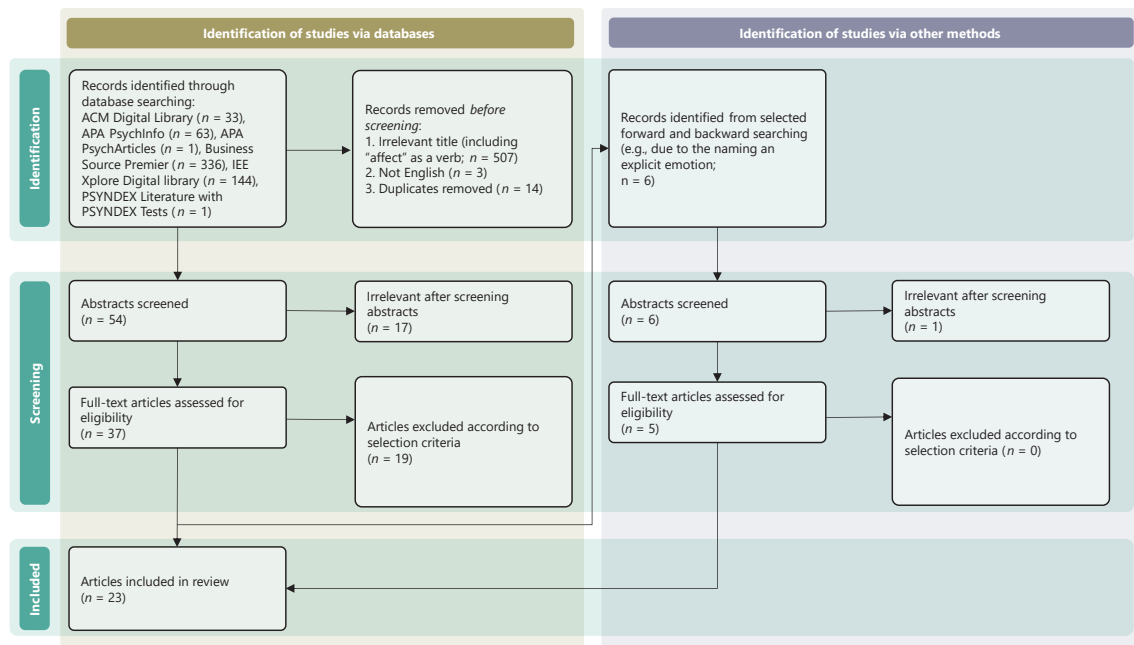 Identification of studies via databases
Identification of studies via other methods
Identification
Records identified through
database searching:
ACM Digital Library (n = 33),
APA PsychInfo (n = 63), APA
PsychArticles (n = 1), Business
Source Premier (n = 336), IEE
Xplore Digital library (n = 144),
PSYNDEX Literature with
PSYNDEX Tests (n = 1)
Records removed before
screening:
1. Irrelevant title (including
"affect" as a verb; n = 507)
2. Not English (n = 3)
3. Duplicates removed (n = 14)
Records identified from selected
forward and backward searching
(e.g., due to the naming an
explicit emotion;
n = 6)
Screening
Abstracts screened
(n = 54)
Irrelevant after screening
abstracts
(n = 17)
Abstracts screened
(n = 6)
Irrelevant after screening
abstracts
(n = 1)
Full-text articles assessed for
eligibility
(n = 37)
Articles excluded according to
selection criteria
(n = 19)
Full-text articles assessed for
eligibility
(n = 5)
Articles excluded according to
selection criteria (n = 0)
Included
Articles included in review
(n = 23)